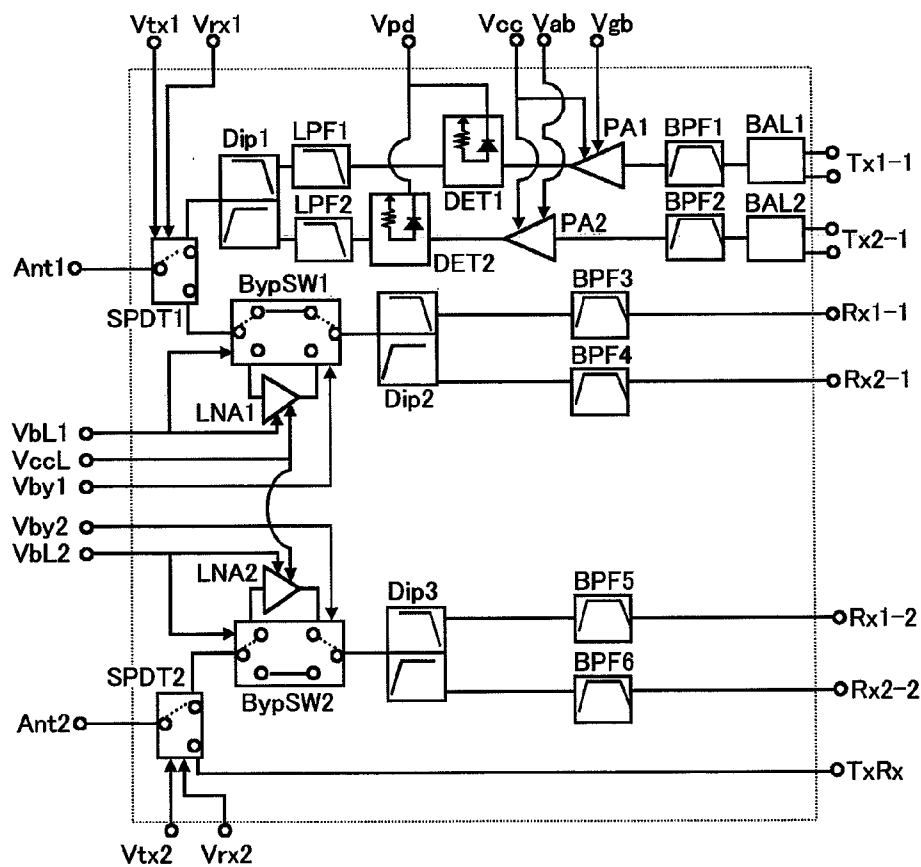 Vtx1 Vrx1 Vpd Vcc Vab Vgb
Dip1 LPF1 PA1 BPF1 BAL1
Tx1-1
LPF2 DET1 PA2 BPF2 BAL2
Tx2-1
DET2
Ant1
SPDT1 BypSW1 BPF3
Rx1-1
BPF4
Rx2-1
LNA1 Dip2
VbL1
VccL
Vby1
Vby2
VbL2
LNA2 Dip3 BPF5
Rx1-2
SPDT2 BPF6
BypSW2 Rx2-2
Ant2
TxRx
Vtx2 Vrx2